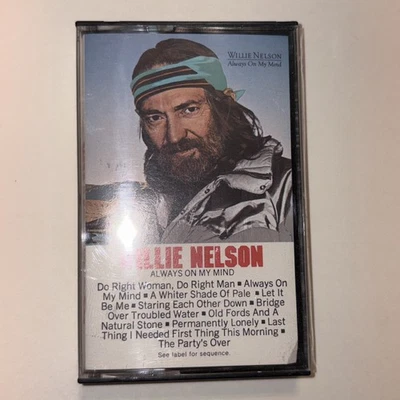 WILLIE NELSON
Always On My Mind
WILLIE NELSON
ALWAYS ON MY MIND
Do Right Woman, Do Right Man ■ Always On
My Mind ■ A Whiter Shade Of Pale ■ Let It
Be Me ■ Staring Each Other Down ■ Bridge
Over Troubled Water ■ Old Fords And A
Natural Stone ■ Permanently Lonely ■ Last
Thing I Needed First Thing This Morning ■
The Party's Over
See label for sequence.